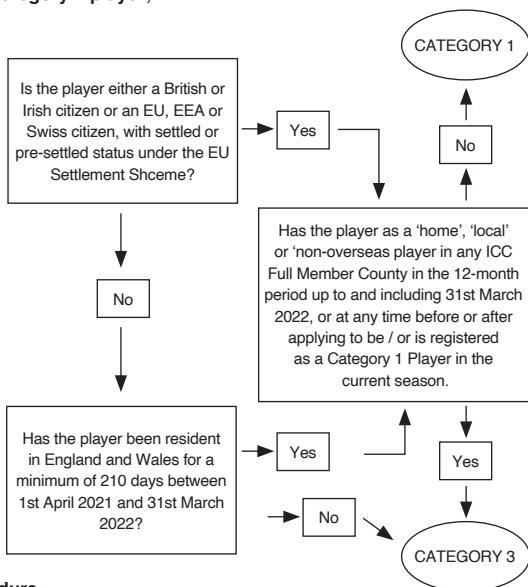 CATEGORY 1
Is the player either a British or
Irish citizen or an EU, EEA or
Swiss citizen, with settled or
pre-settled status under the EU
Settlement Shceme?
Yes
No
Has the player as a ‘home’, ‘local’
or ‘non-overseas player in any ICC
Full Member County in the 12-month
period up to and including 31st March
2022, or at any time before or after
applying to be / or is registered
as a Category 1 Player in the
current season.
No
Has the player been resident
in England and Wales for a
minimum of 210 days between
1st April 2021 and 31st March
2022?
Yes
Yes
No
CATEGORY 3